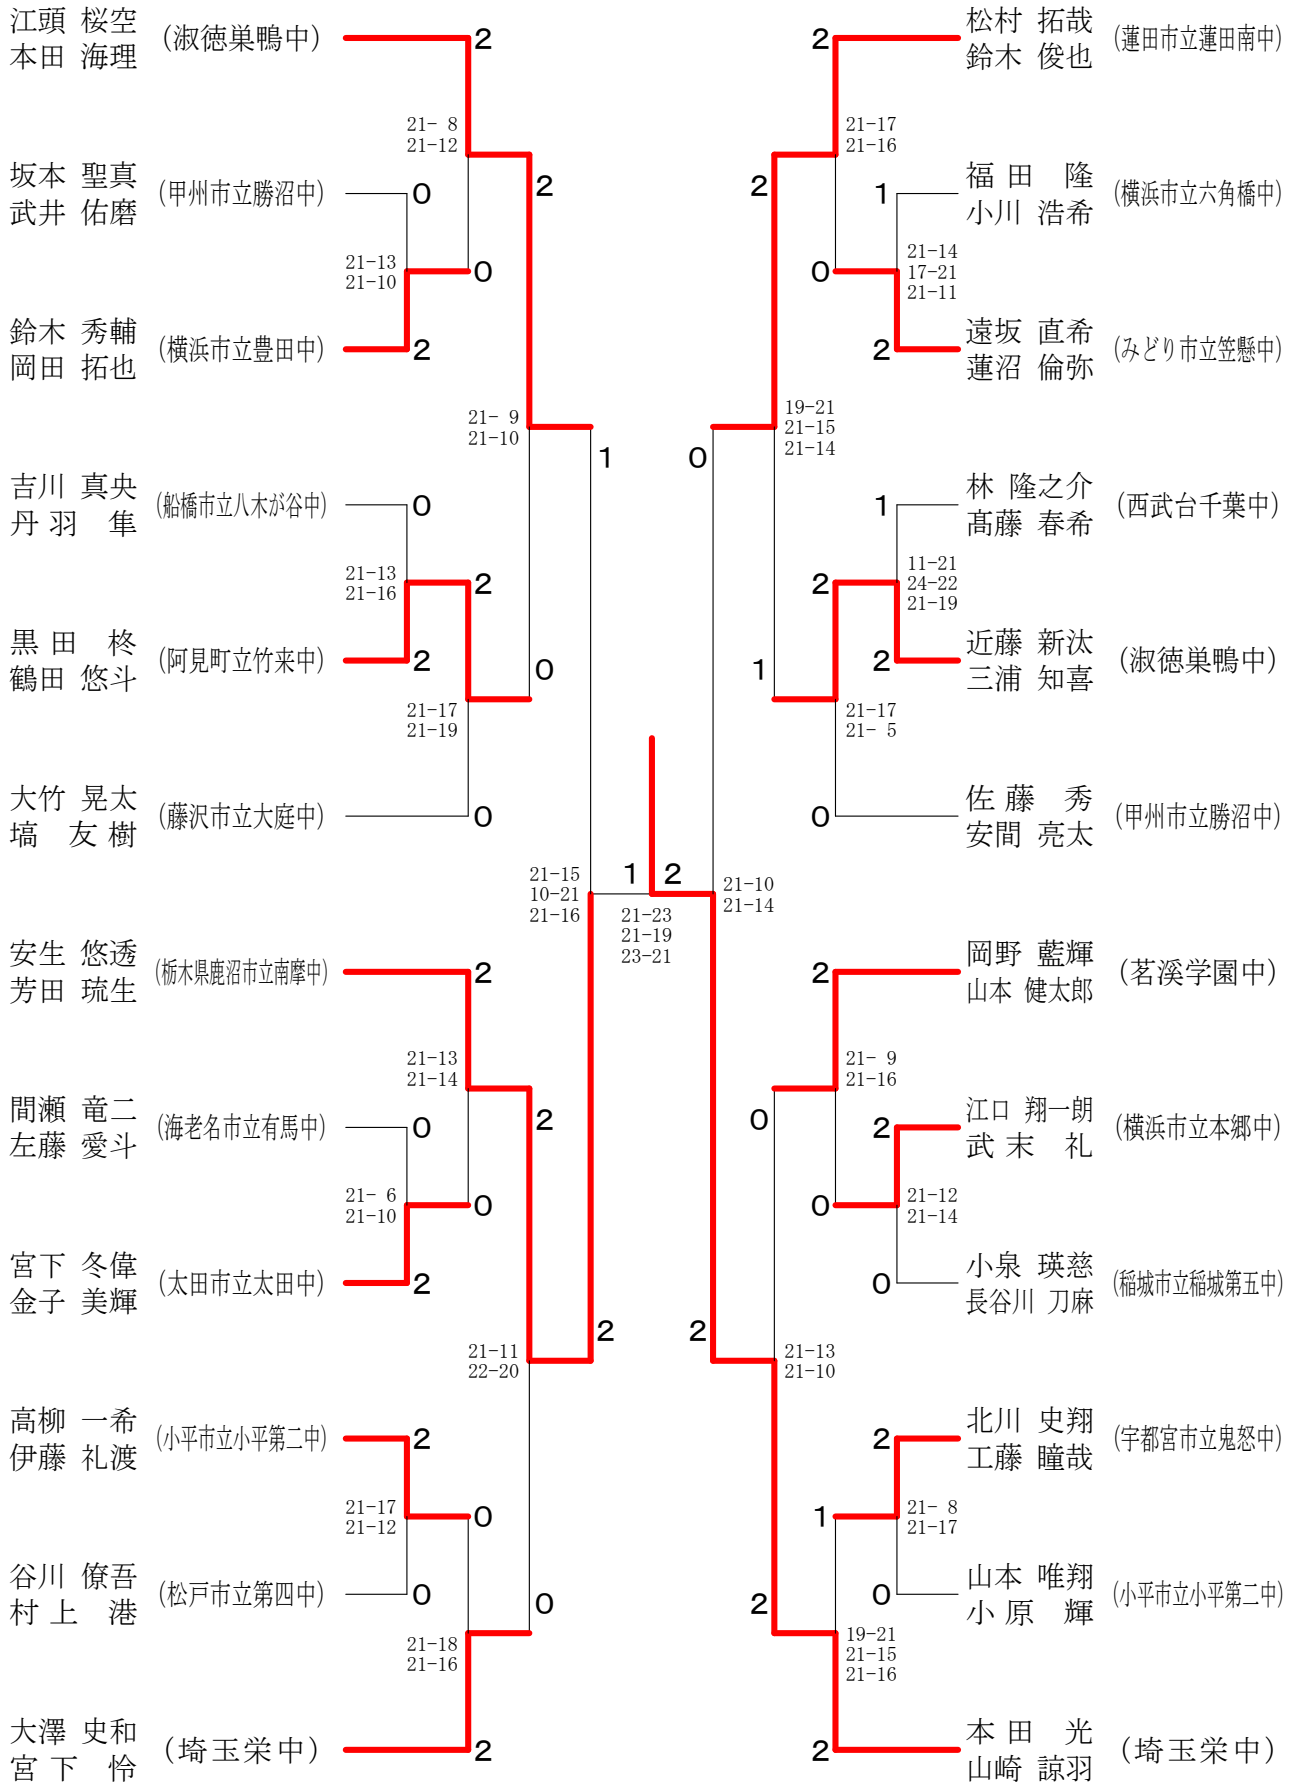 江頭 桜空
本田 海理
(淑徳巣鴨中)
2
21- 8
21-12
坂本 聖真
武井 佑磨
(甲州市立勝沼中)
0
2
21-13
21-10
0
鈴木 秀輔
岡田 拓也
(横浜市立豊田中)
2
21- 9
21-10
1
吉川 真央
丹羽 隼
(船橋市立八木が谷中)
0
21-13
21-16
2
黒田 柊
鶴田 悠斗
(阿見町立竹来中)
2
0
21-17
21-19
大竹 晃太
塙 友樹
(藤沢市立大庭中)
0
21-15
10-21
21-16
1
2
21-23
21-19
23-21
安生 悠透
芳田 琉生
(栃木県鹿沼市立南摩中)
2
21-13
21-14
間瀬 竜二
左藤 愛斗
(海老名市立有馬中)
0
2
21- 6
21-10
0
宮下 冬偉
金子 美輝
(太田市立太田中)
2
2
21-11
22-20
高柳 一希
伊藤 礼渡
(小平市立小平第二中)
2
21-17
21-12
0
谷川 僚吾
村上 港
(松戸市立第四中)
0
0
21-18
21-16
大澤 史和
宮下 怜
(埼玉栄中)
2
2
松村 拓哉
鈴木 俊也
(蓮田市立蓮田南中)
21-17
21-16
2
1
福田 隆
小川 浩希
(横浜市立六角橋中)
0
21-14
17-21
21-11
2
遠坂 直希
蓮沼 倫弥
(みどり市立笠懸中)
0
19-21
21-15
21-14
1
林 隆之介
髙藤 春希
(西武台千葉中)
2
11-21
24-22
21-19
1
2
近藤 新汰
三浦 知喜
(淑徳巣鴨中)
21-17
21- 5
0
佐藤 秀
安間 亮太
(甲州市立勝沼中)
21-10
21-14
2
岡野 藍輝
山本 健太郎
(茗溪学園中)
21- 9
21-16
0
2
江口 翔一朗
武末 礼
(横浜市立本郷中)
0
21-12
21-14
0
小泉 瑛慈
長谷川 刀麻
(稲城市立稲城第五中)
2
21-13
21-10
2
北川 史翔
工藤 瞳哉
(宇都宮市立鬼怒中)
1
21- 8
21-17
2
0
山本 唯翔
小原 輝
(小平市立小平第二中)
19-21
21-15
21-16
2
本田 光
山崎 諒羽
(埼玉栄中)